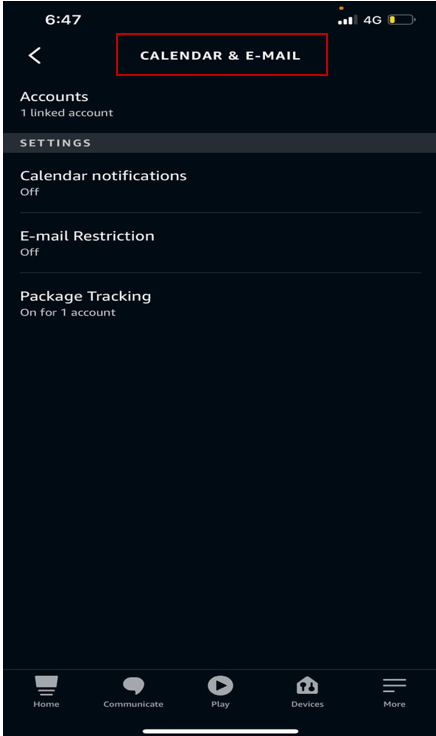 6:47
4G
CALENDAR & E-MAIL
Accounts
1 linked account
SETTINGS
Calendar notifications
Off
E-mail Restriction
Off
Package Tracking
On for 1 account
Home Communicate Play Devices More